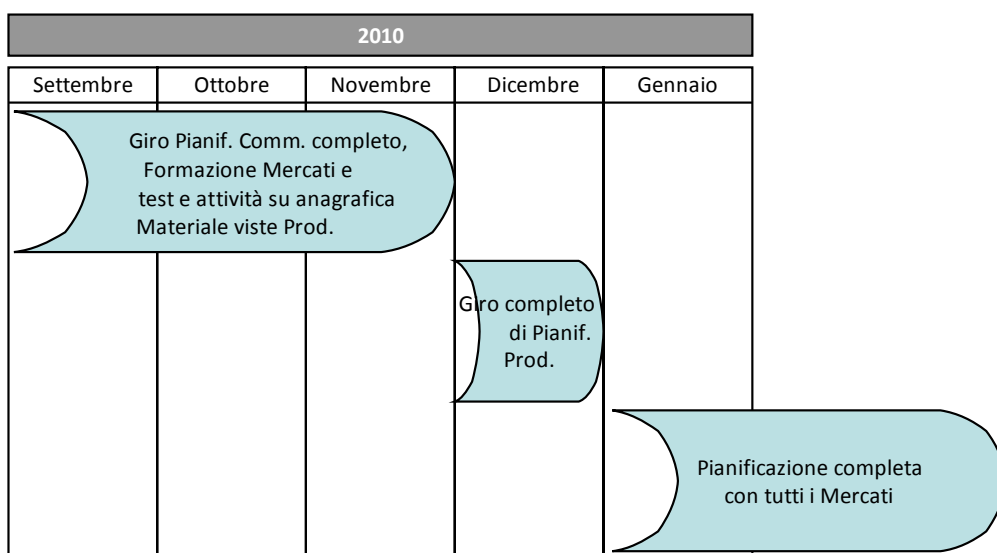 2010
Settembre Ottobre Novembre Dicembre Gennaio
Giro Pianif. Comm. completo,
Formazione Mercati e
test e attività su anagrafica
Materiale viste Prod.
Giro completo
di Pianif.
Prod.
Pianificazione completa
con tutti i Mercati